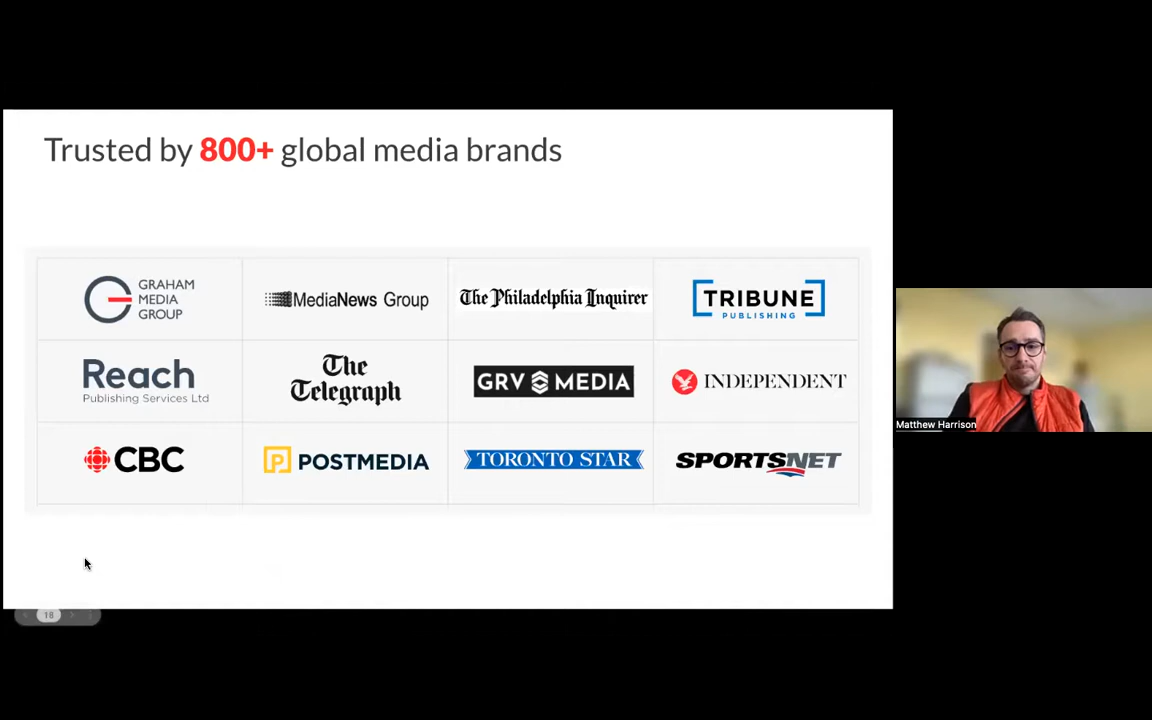 Trusted by 800+ global media brands
GRAHAM
MEDIA
GROUP
MediaNews Group
The Philadelphia Inquirer
TRIBUNE
PUBLISHING
Reach
Publishing Services Ltd
The
Telegraph
GRV MEDIA
INDEPENDENT
CBC
POSTMEDIA
TORONTO STAR
SPORTSNET
Matthew Harrison
18